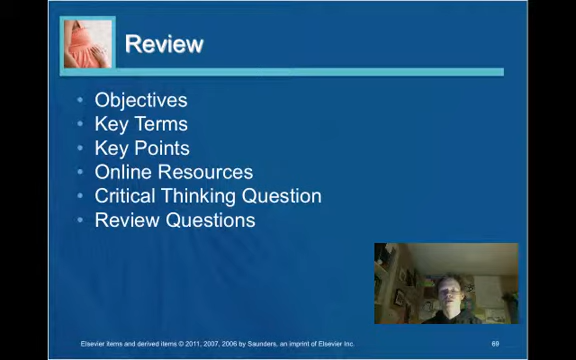 Review
• Objectives
• Key Terms
• Key Points
• Online Resources
• Critical Thinking Question
• Review Questions
Elsevier items and derived items © 2011, 2007, 2006 by Saunders, an imprint of Elsevier Inc.
69